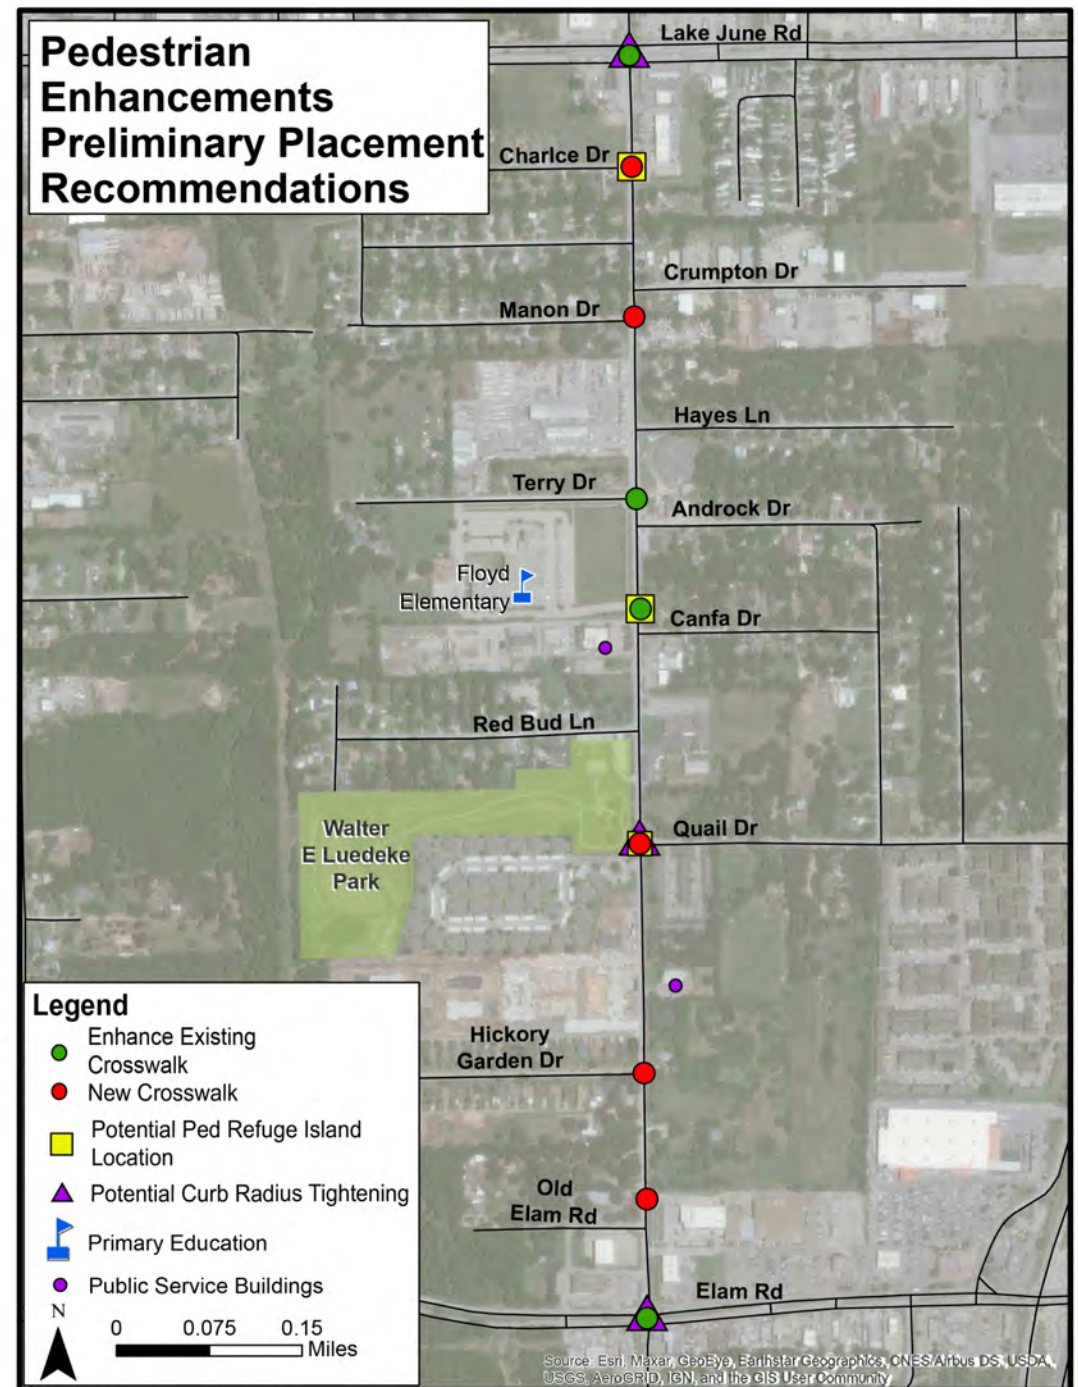 Pedestrian
Enhancements
Preliminary Placement
Recommendations
Lake June Rd
Charlce Dr
Crumpton Dr
Manon Dr
Hayes Ln
Terry Dr
Androck Dr
Floyd
Elementary
Canfa Dr
Red Bud Ln
Walter
E Luedeke
Park
Quail Dr
Hickory
Garden Dr
Old
Elam Rd
Elam Rd
Legend
Enhance Existing
Crosswalk
New Crosswalk
Potential Ped Refuge Island
Location
Potential Curb Radius Tightening
Primary Education
Public Service Buildings
N
0 0.075 0.15
Miles
Source: Esri, Maxar, GeoEye, Earthstar Geographics, CNES/Airbus DS, USDA,
USGS, AeroGRID, IGN, and the GIS User Community